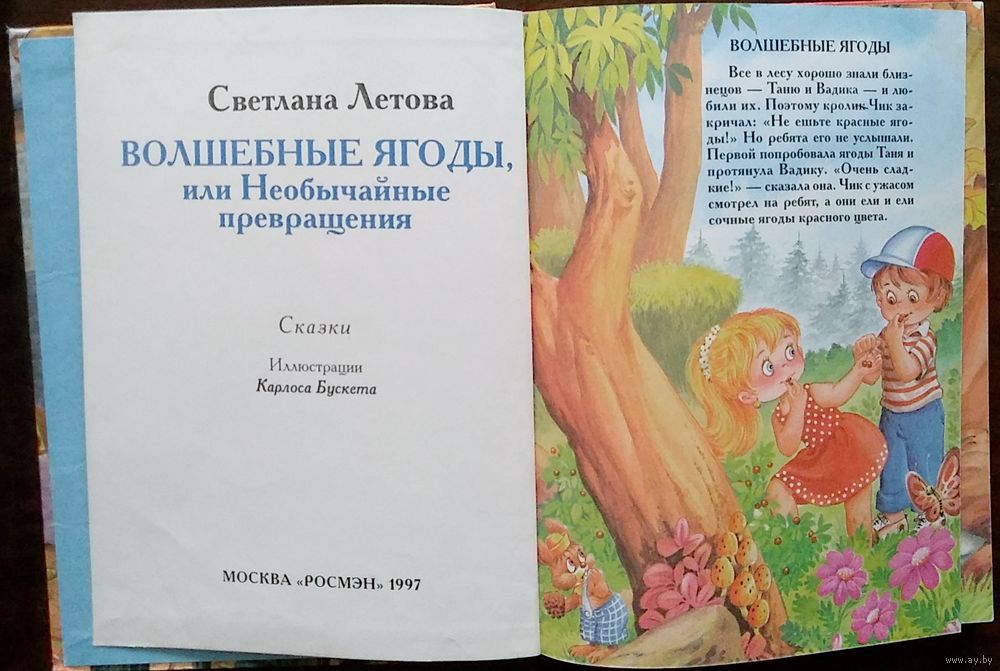 Светлана Летова
ВОЛШЕБНЫЕ ЯГОДЫ,
или Необычайные
превращения
Сказки
Иллюстрации
Карлоса Бускета
МОСКВА «РОСМЭН» 1997
ВОЛШЕБНЫЕ ЯГОДЫ
Все в лесу хорошо знали близ-
нецов — Таню и Вадика — и лю-
били их. Поэтому кролик Чик за-
кричал: «Не ешьте красные яго-
ды!» Но ребята его не услышали.
Первой попробовала ягоды Таня и
протянула Вадику. «Очень слад-
кие!» — сказала она. Чик с ужасом
смотрел на ребят, а они ели и ели
сочные ягоды красного цвета.
www.ay.by